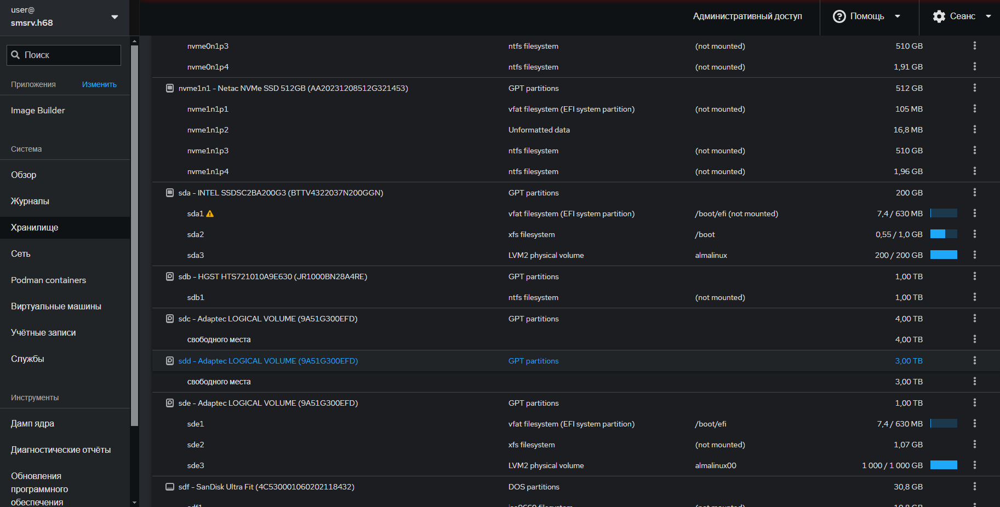 user@
smsrv.h68
Административный доступ
Помощь
Сеанс
Поиск
Приложения Изменить
Image Builder
Система
Обзор
Журналы
Хранилище
Сеть
Podman containers
Виртуальные машины
Учётные записи
Службы
Инструменты
Дамп ядра
Диагностические отчёты
Обновления
программного
обеспечения
nvme0n1p3 ntfs filesystem (not mounted) 510 GB
nvme0n1p4 ntfs filesystem (not mounted) 1,91 GB
nvme1n1 - Netac NVMe SSD 512GB (AA20231208512G321453) GPT partitions 512 GB
nvme1n1p1 vfat filesystem (EFI system partition) (not mounted) 105 MB
nvme1n1p2 Unformatted data 16,8 MB
nvme1n1p3 ntfs filesystem (not mounted) 510 GB
nvme1n1p4 ntfs filesystem (not mounted) 1,96 GB
sda - INTEL SSDSC2BA200G3 (BTTV4322037N200GGN) GPT partitions 200 GB
sda1 vfat filesystem (EFI system partition) /boot/efi (not mounted) 7,4 / 630 MB
sda2 xfs filesystem /boot 0,55 / 1,0 GB
sda3 LVM2 physical volume almalinux 200 / 200 GB
sdb - HGST HTS721010A9E630 (JR1000BN28A4RE) GPT partitions 1,00 TB
sdb1 ntfs filesystem (not mounted) 1,00 TB
sdc - Adaptec LOGICAL VOLUME (9A51G300EFD) GPT partitions 4,00 TB
свободного места 4,00 TB
sdd - Adaptec LOGICAL VOLUME (9A51G300EFD) GPT partitions 3,00 TB
свободного места 3,00 TB
sde - Adaptec LOGICAL VOLUME (9A51G300EFD) GPT partitions 1,00 TB
sde1 vfat filesystem (EFI system partition) /boot/efi 7,4 / 630 MB
sde2 xfs filesystem (not mounted) 1,07 GB
sde3 LVM2 physical volume almalinux00 1 000 / 1 000 GB
sdf - SanDisk Ultra Fit (4C530001060202118432) DOS partitions 30,8 GB
sdf1 iso9660 filesystem (not mounted) 10,8 GB